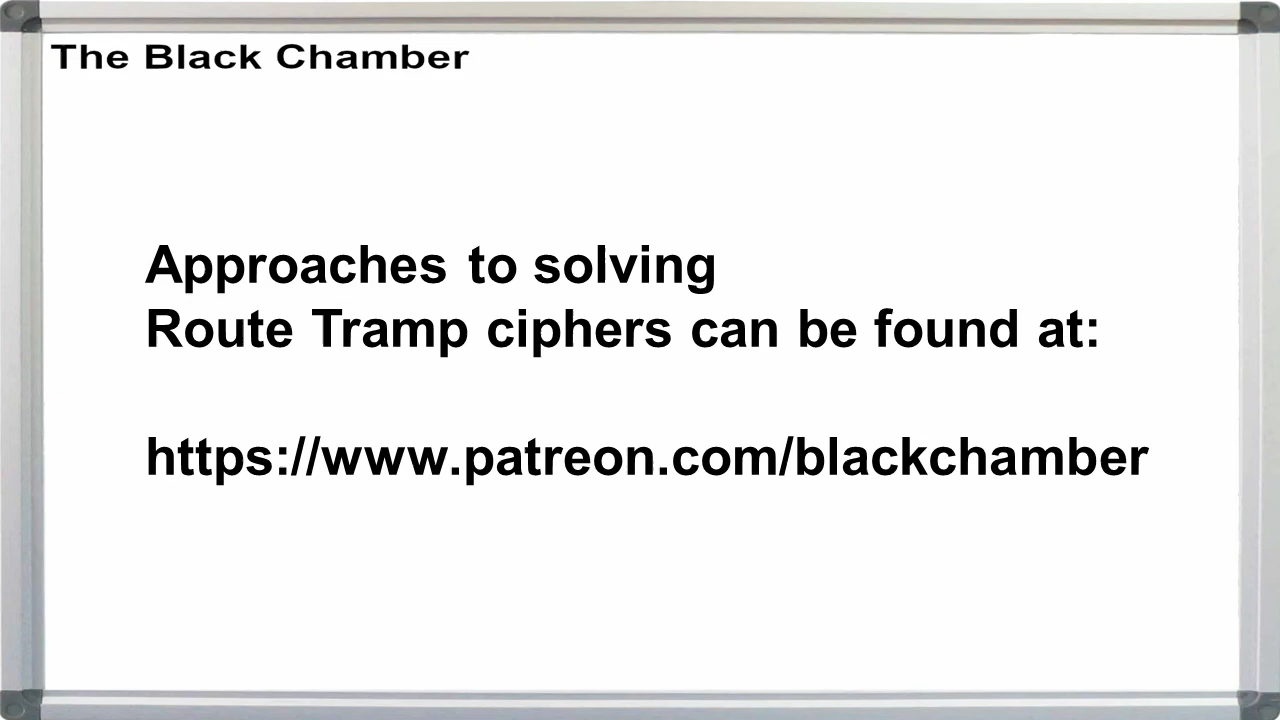 The Black Chamber
Approaches to solving
Route Tramp ciphers can be found at:
https://www.patreon.com/blackchamber